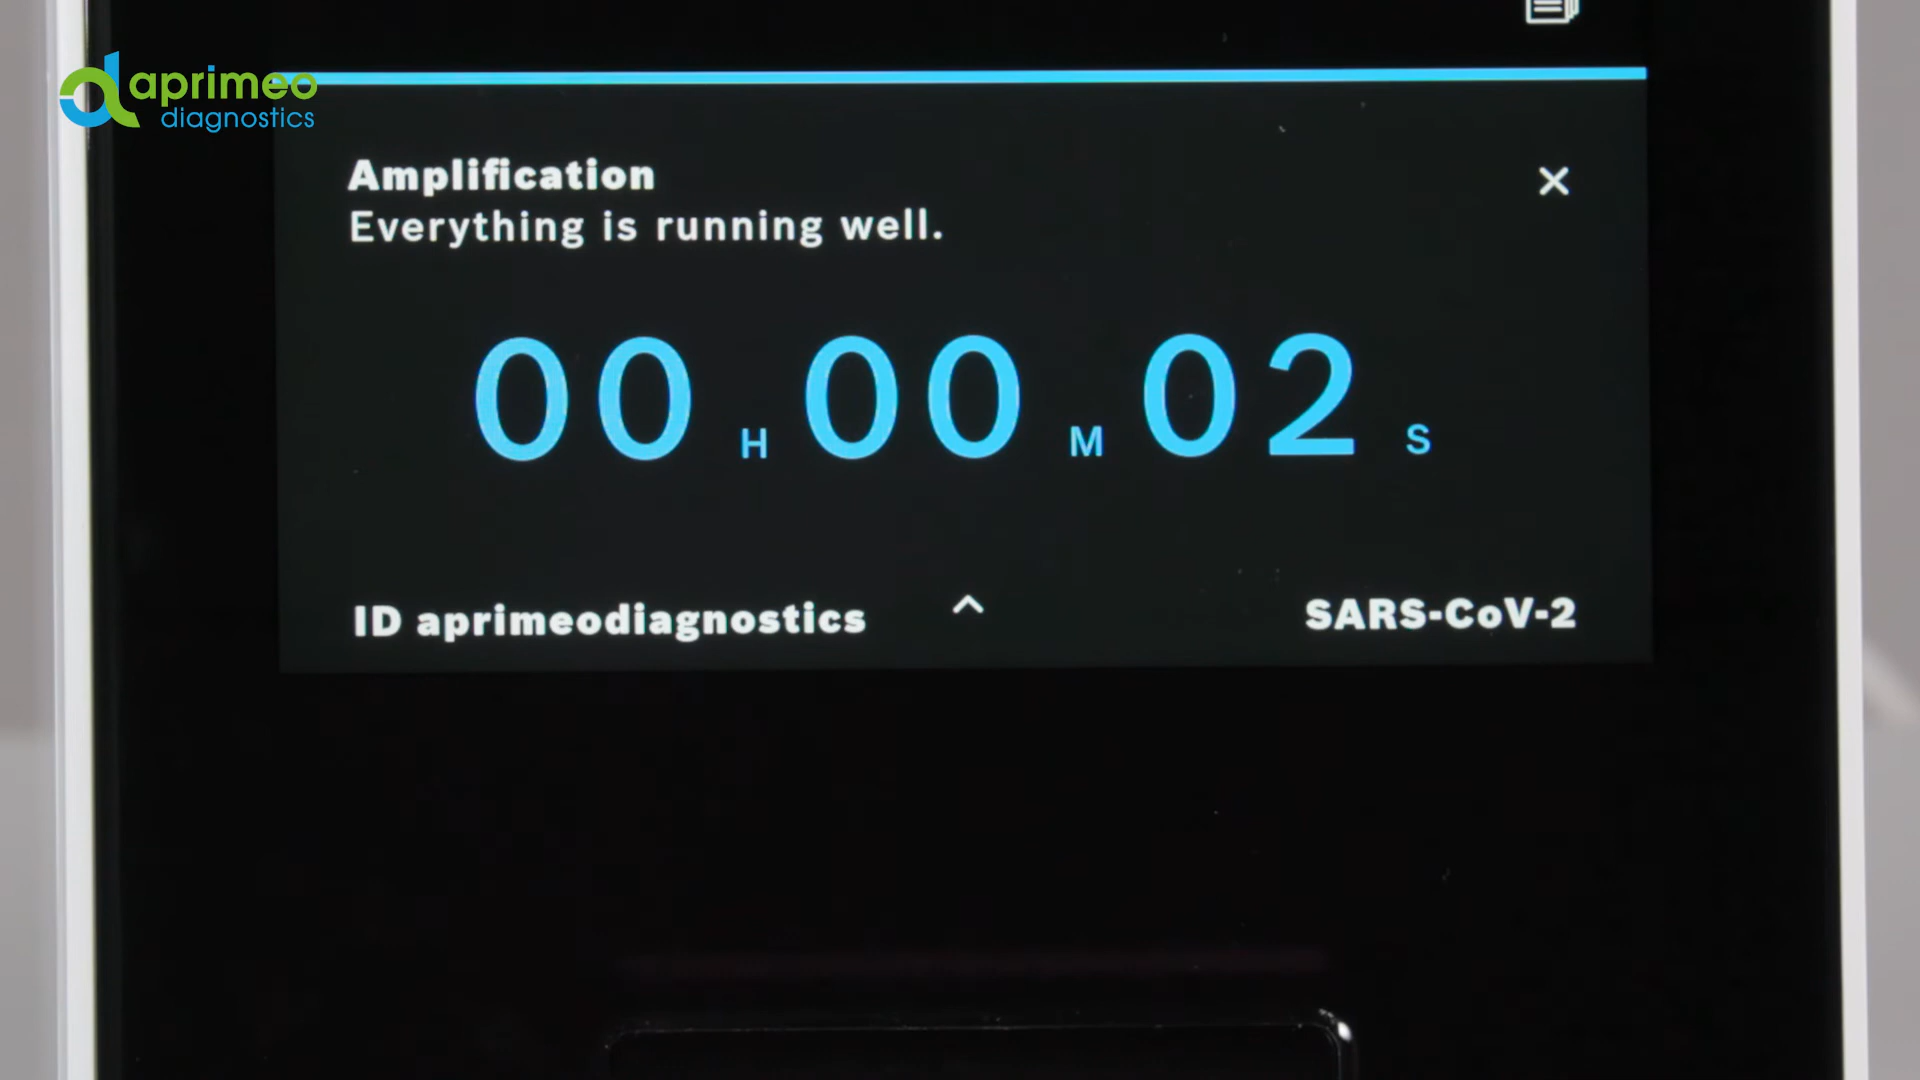 aprimeo
diagnostics
Amplification
Everything is running well.
00 H 00 M 02 S
ID aprimeodiagnostics
SARS-CoV-2